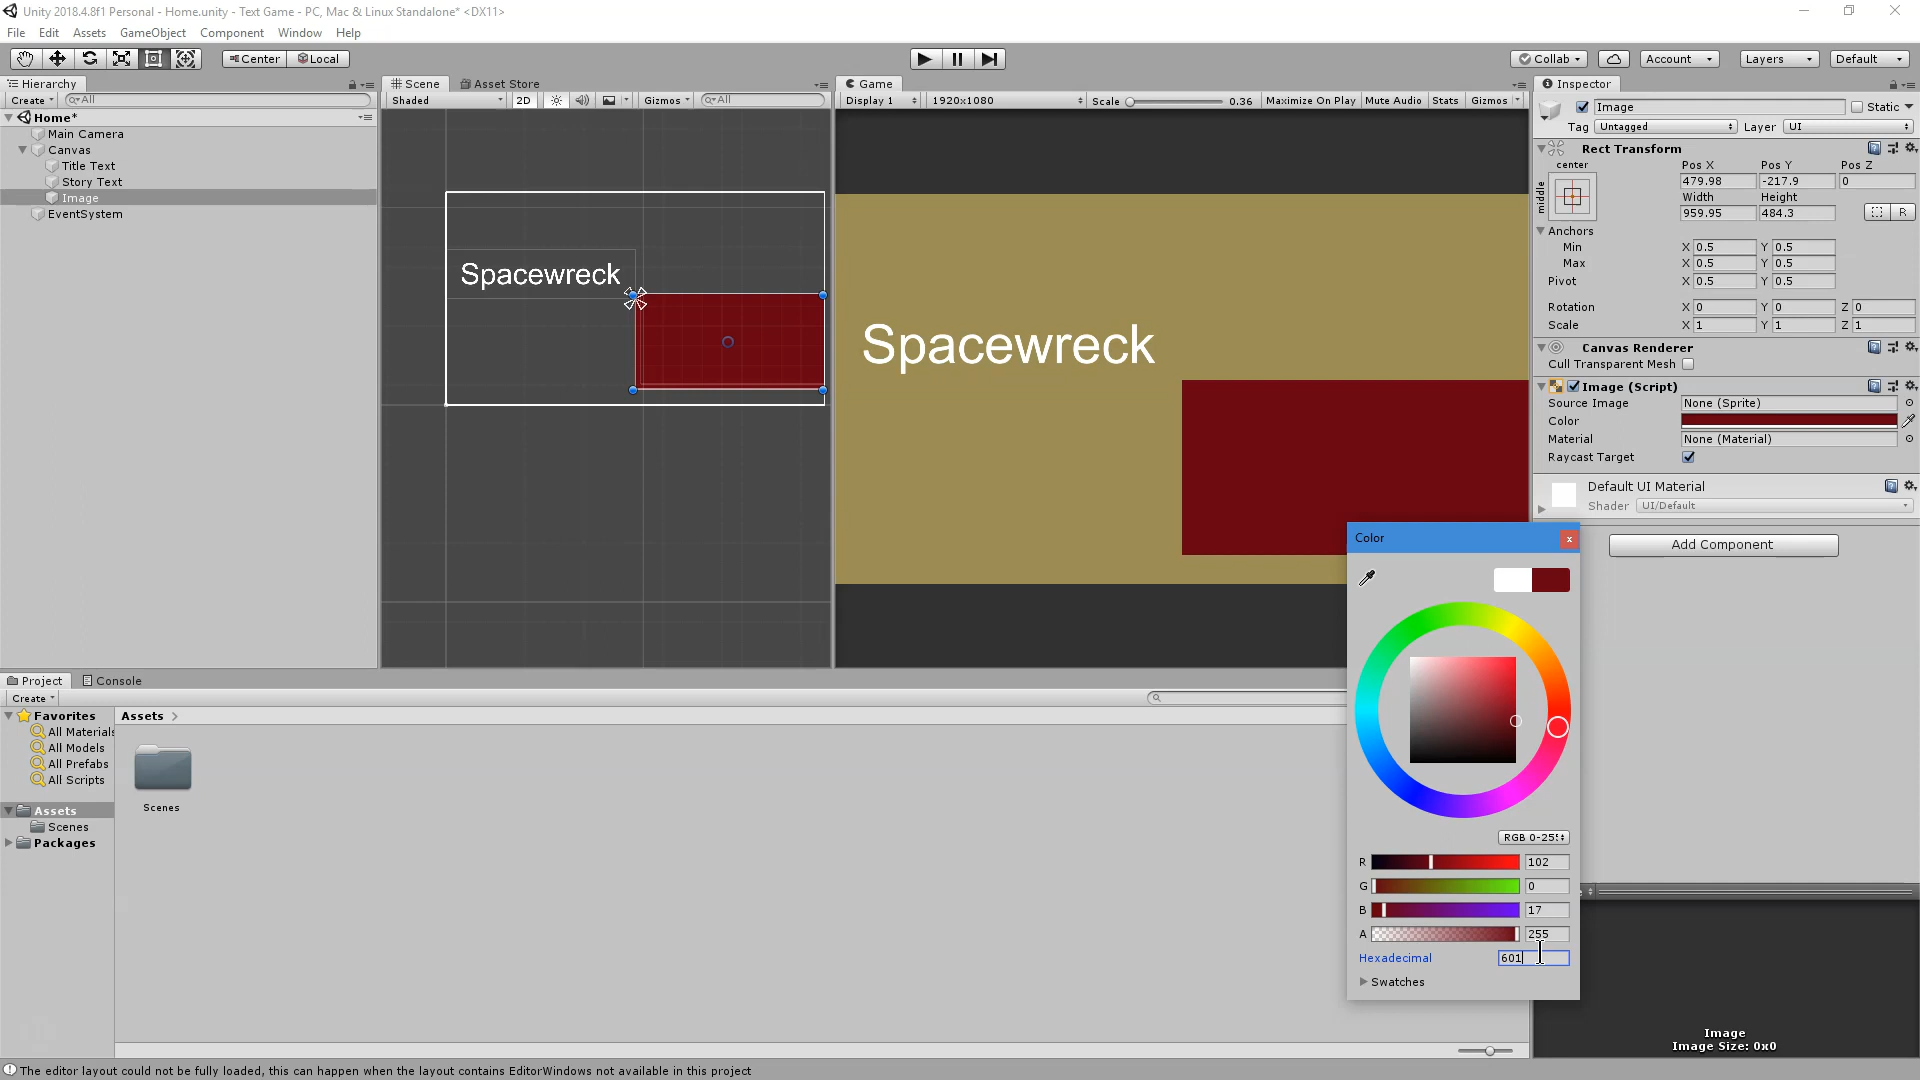 Unity 2018.4.8f1 Personal - Home.unity - Text Game - PC, Mac & Linux Standalone* <DX11>
File Edit Assets GameObject Component Window Help
Center Local Collab Account Layers Default
Hierarchy
Create All
Home*
Main Camera
Canvas
Title Text
Story Text
Image
EventSystem
Scene Asset Store
Shaded 2D Gizmos All
Spacewreck
Game
Display 1 1920x1080 Scale 0.36 Maximize On Play Mute Audio Stats Gizmos
Spacewreck
Inspector
Image Static
Tag Untagged Layer UI
Rect Transform
center
middle
Pos X Pos Y Pos Z
479.98 -217.9 0
Width Height
959.95 484.3 R
Anchors
Min X 0.5 Y 0.5
Max X 0.5 Y 0.5
Pivot X 0.5 Y 0.5
Rotation X 0 Y 0 Z 0
Scale X 1 Y 1 Z 1
Canvas Renderer
Cull Transparent Mesh
Image (Script)
Source Image None (Sprite)
Color
Material None (Material)
Raycast Target
Default UI Material
Shader UI/Default
Add Component
Color x
RGB 0-255
R 102
G 0
B 17
A 255
Hexadecimal 601
Swatches
Image
Image Size: 0x0
Project Console
Create
Favorites
All Materials
All Models
All Prefabs
All Scripts
Assets
Scenes
Packages
Assets
Scenes
The editor layout could not be fully loaded, this can happen when the layout contains EditorWindows not available in this project